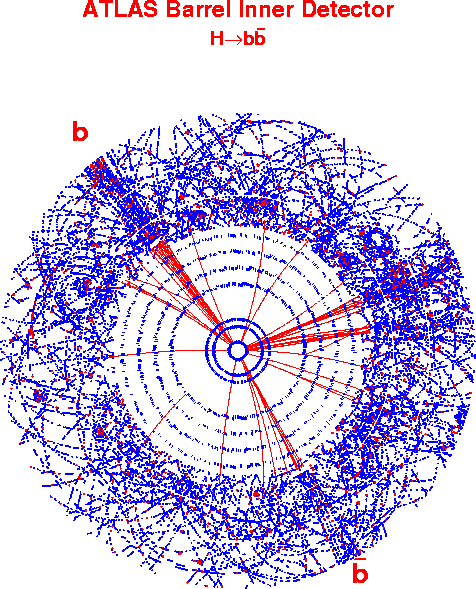 ATLAS Barrel Inner Detector
H→bb̄
b
b̄